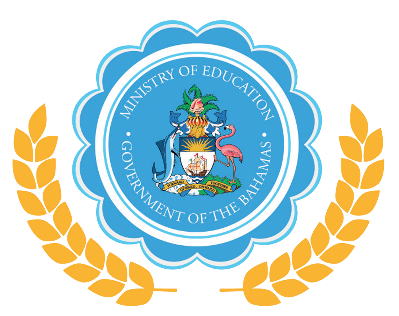 MINISTRY OF EDUCATION
GOVERNMENT OF THE BAHAMAS